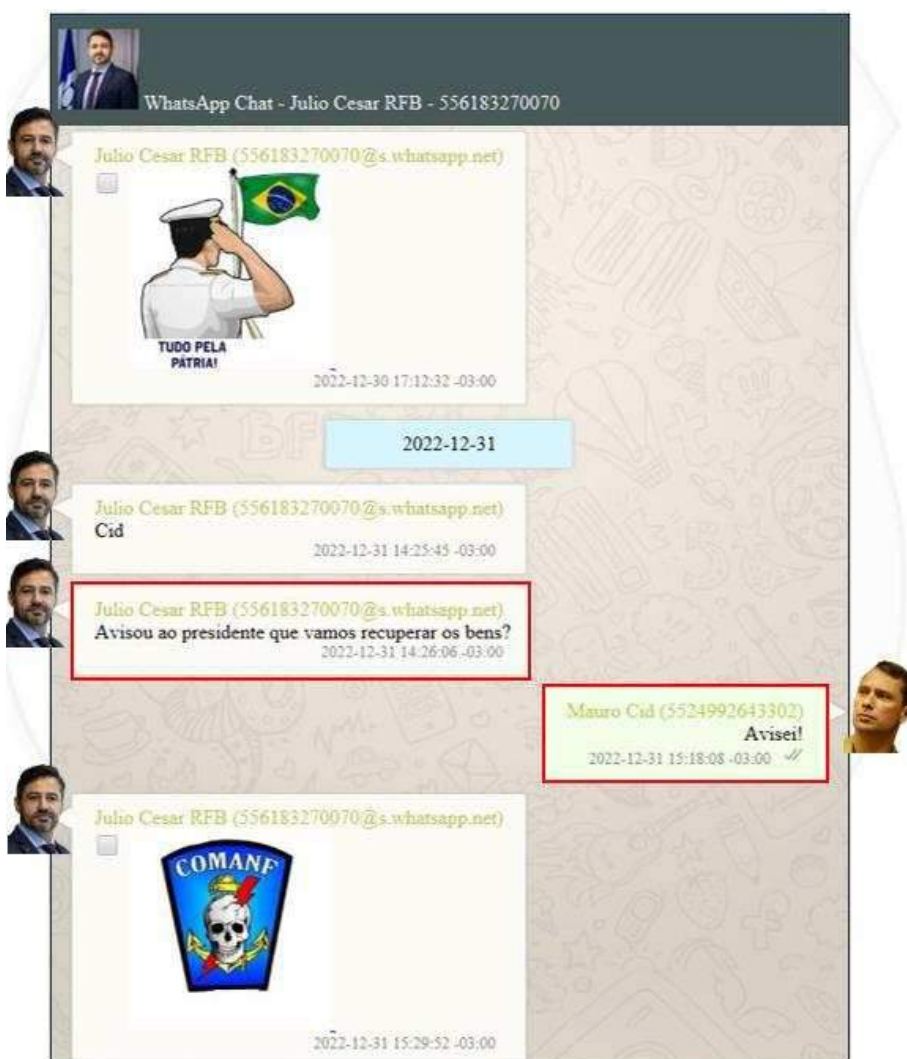 WhatsApp Chat - Julio Cesar RFB - 556183270070
Julio Cesar RFB (556183270070@s.whatsapp.net)
TUDO PELA
PÁTRIA!
2022-12-30 17:12:32 -03:00
2022-12-31
Julio Cesar RFB (556183270070@s.whatsapp.net)
Cid
2022-12-31 14:25:45 -03:00
Julio Cesar RFB (556183270070@s.whatsapp.net)
Avisou ao presidente que vamos recuperar os bens?
2022-12-31 14:26:06 -03:00
Mauro Cid (5524992643302)
Avisei!
2022-12-31 15:18:08 -03:00
Julio Cesar RFB (556183270070@s.whatsapp.net)
COMANF
2022-12-31 15:29:52 -03:00